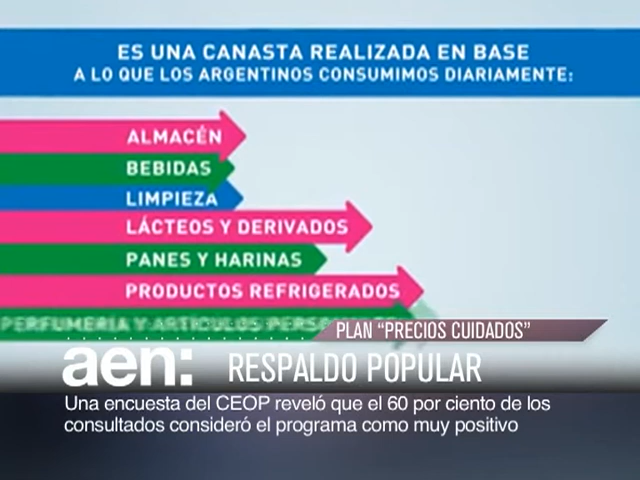 ES UNA CANASTA REALIZADA EN BASE
A LO QUE LOS ARGENTINOS CONSUMIMOS DIARIAMENTE:
ALMACÉN
BEBIDAS
LIMPIEZA
LÁCTEOS Y DERIVADOS
PANES Y HARINAS
PRODUCTOS REFRIGERADOS
PERFUMERIA Y ARTICULOS
PLAN “PRECIOS CUIDADOS”
aen:
RESPALDO POPULAR
Una encuesta del CEOP reveló que el 60 por ciento de los
consultados consideró el programa como muy positivo